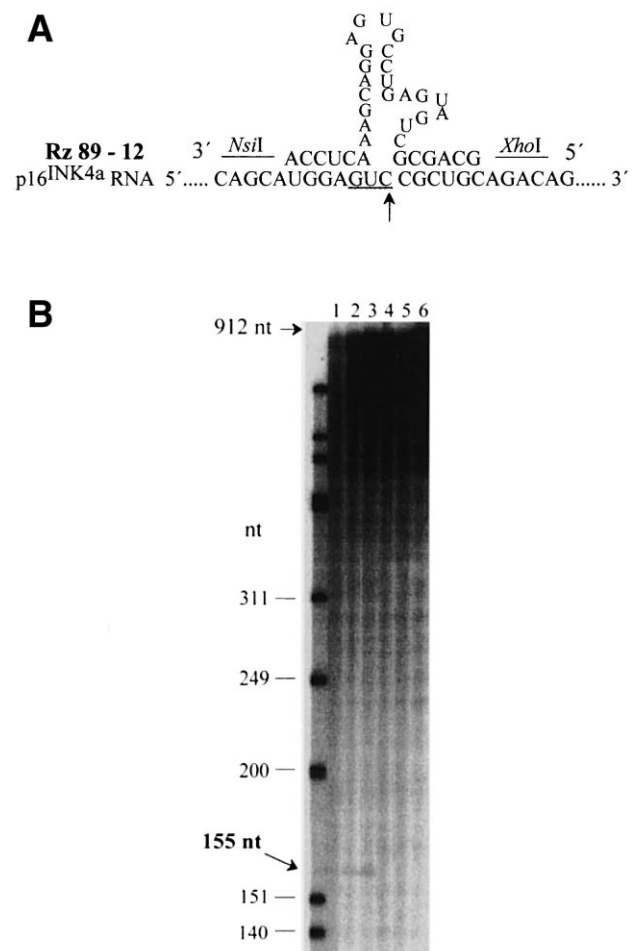 A
G U
A G
G C
G C
A U
C G A G U
G G A
A U
A C
Rz 89 - 12 3´ NsiI ACCUCA GCGACG XhoI 5´
p16INK4a RNA 5´..... CAGCAUGGAGUC CGCUGCAGACAG...... 3´
B
1 2 3 4 5 6
912 nt
nt
311
249
200
155 nt
151
140